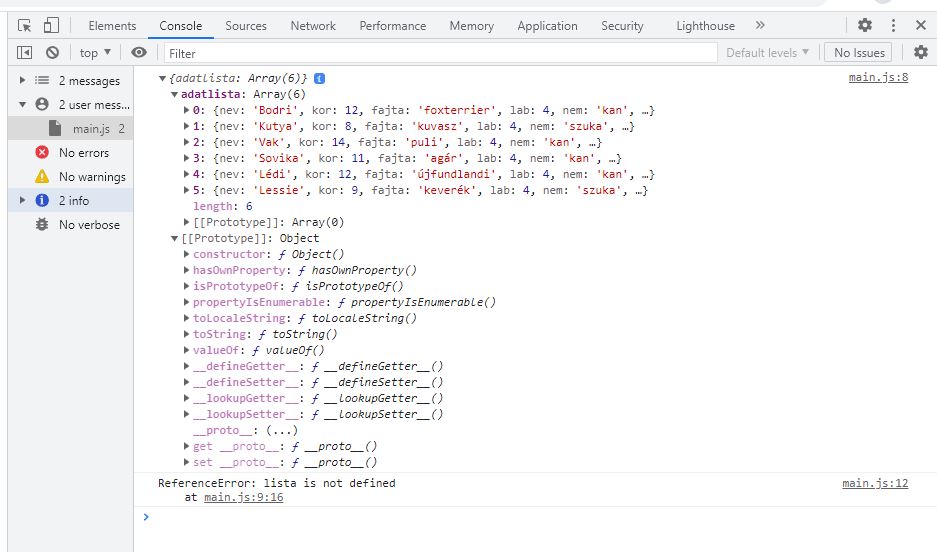 Elements Console Sources Network Performance Memory Application Security Lighthouse »
top ▼ Filter Default levels ▼ No Issues
2 messages
2 user mess...
main.js 2
No errors
No warnings
2 info
No verbose
▼{adatlista: Array(6)} i main.js:8
▼adatlista: Array(6)
▶0: {nev: 'Bodri', kor: 12, fajta: 'foxterrier', lab: 4, nem: 'kan', …}
▶1: {nev: 'Kutya', kor: 8, fajta: 'kuvasz', lab: 4, nem: 'szuka', …}
▶2: {nev: 'Vak', kor: 14, fajta: 'puli', lab: 4, nem: 'kan', …}
▶3: {nev: 'Sovika', kor: 11, fajta: 'agár', lab: 4, nem: 'kan', …}
▶4: {nev: 'Lédi', kor: 12, fajta: 'újfundlandi', lab: 4, nem: 'kan', …}
▶5: {nev: 'Lessie', kor: 9, fajta: 'keverék', lab: 4, nem: 'szuka', …}
length: 6
▶[[Prototype]]: Array(0)
▼[[Prototype]]: Object
▶constructor: ƒ Object()
▶hasOwnProperty: ƒ hasOwnProperty()
▶isPrototypeOf: ƒ isPrototypeOf()
▶propertyIsEnumerable: ƒ propertyIsEnumerable()
▶toLocaleString: ƒ toLocaleString()
▶toString: ƒ toString()
▶valueOf: ƒ valueOf()
▶__defineGetter__: ƒ __defineGetter__()
▶__defineSetter__: ƒ __defineSetter__()
▶__lookupGetter__: ƒ __lookupGetter__()
▶__lookupSetter__: ƒ __lookupSetter__()
__proto__: (...)
▶get __proto__: ƒ __proto__()
▶set __proto__: ƒ __proto__()
ReferenceError: lista is not defined main.js:12
at main.js:9:16